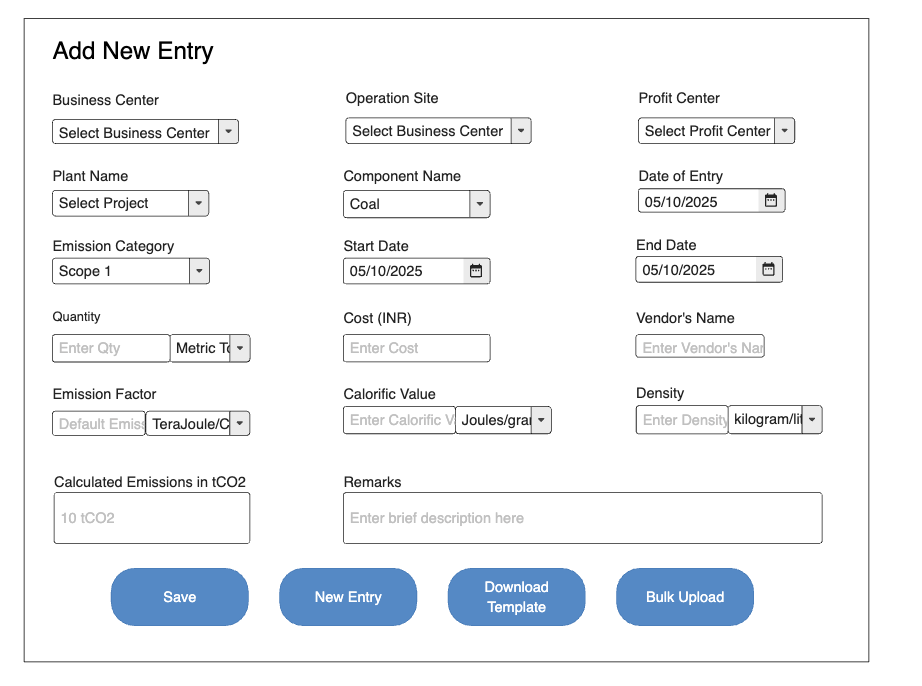 Add New Entry
Business Center
Operation Site
Profit Center
Select Business Center
Select Business Center
Select Profit Center
Plant Name
Component Name
Date of Entry
Select Project
Coal
05/10/2025
Emission Category
Start Date
End Date
Scope 1
05/10/2025
05/10/2025
Quantity
Cost (INR)
Vendor's Name
Enter Qty
Metric To
Enter Cost
Enter Vendor's Nar
Emission Factor
Calorific Value
Density
Default Emiss
TeraJoule/C
Enter Calorific V
Joules/grai
Enter Density
kilogram/lit
Calculated Emissions in tCO2
Remarks
10 tCO2
Enter brief description here
Save
New Entry
Download
Template
Bulk Upload